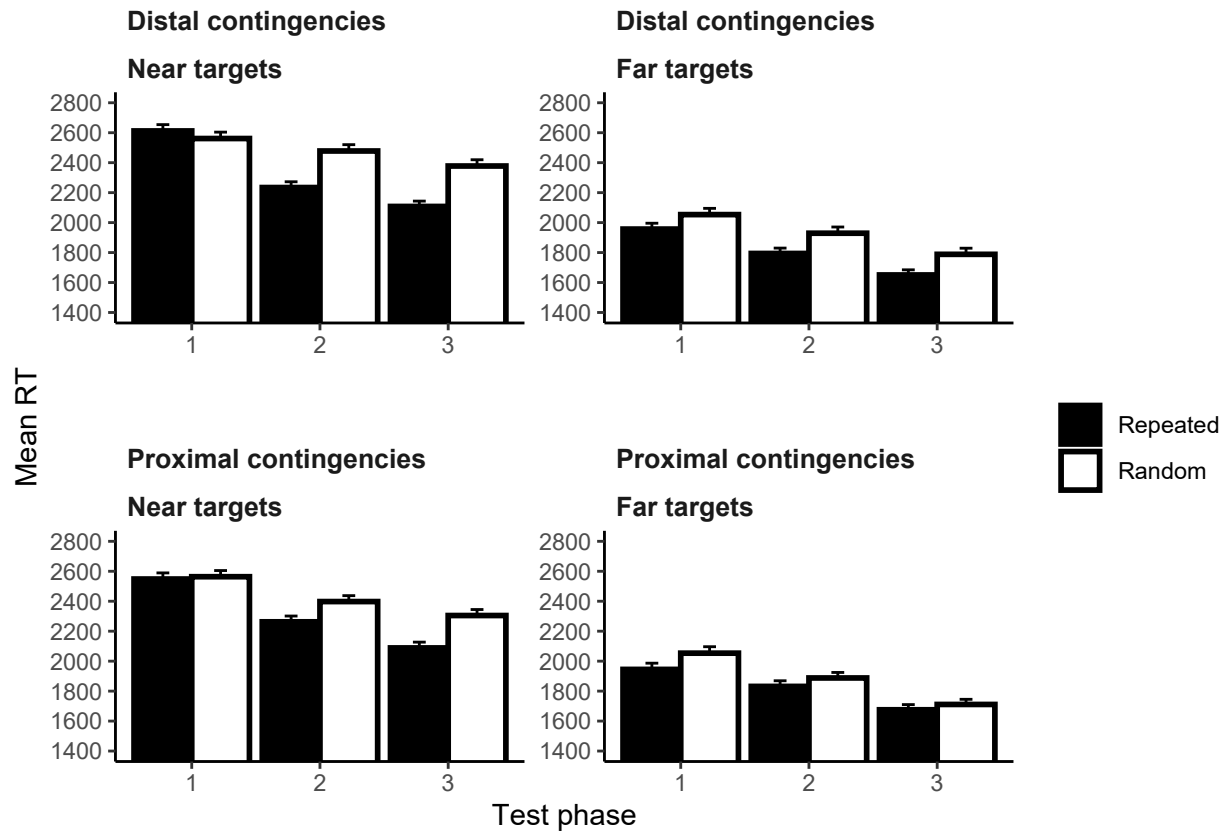 Distal contingencies
Near targets
2800
2600
2400
2200
2000
1800
1600
1400
1 2 3
Distal contingencies
Far targets
2800
2600
2400
2200
2000
1800
1600
1400
1 2 3
Mean RT
Proximal contingencies
Near targets
2800
2600
2400
2200
2000
1800
1600
1400
1 2 3
Proximal contingencies
Far targets
2800
2600
2400
2200
2000
1800
1600
1400
1 2 3
Test phase
Repeated
Random